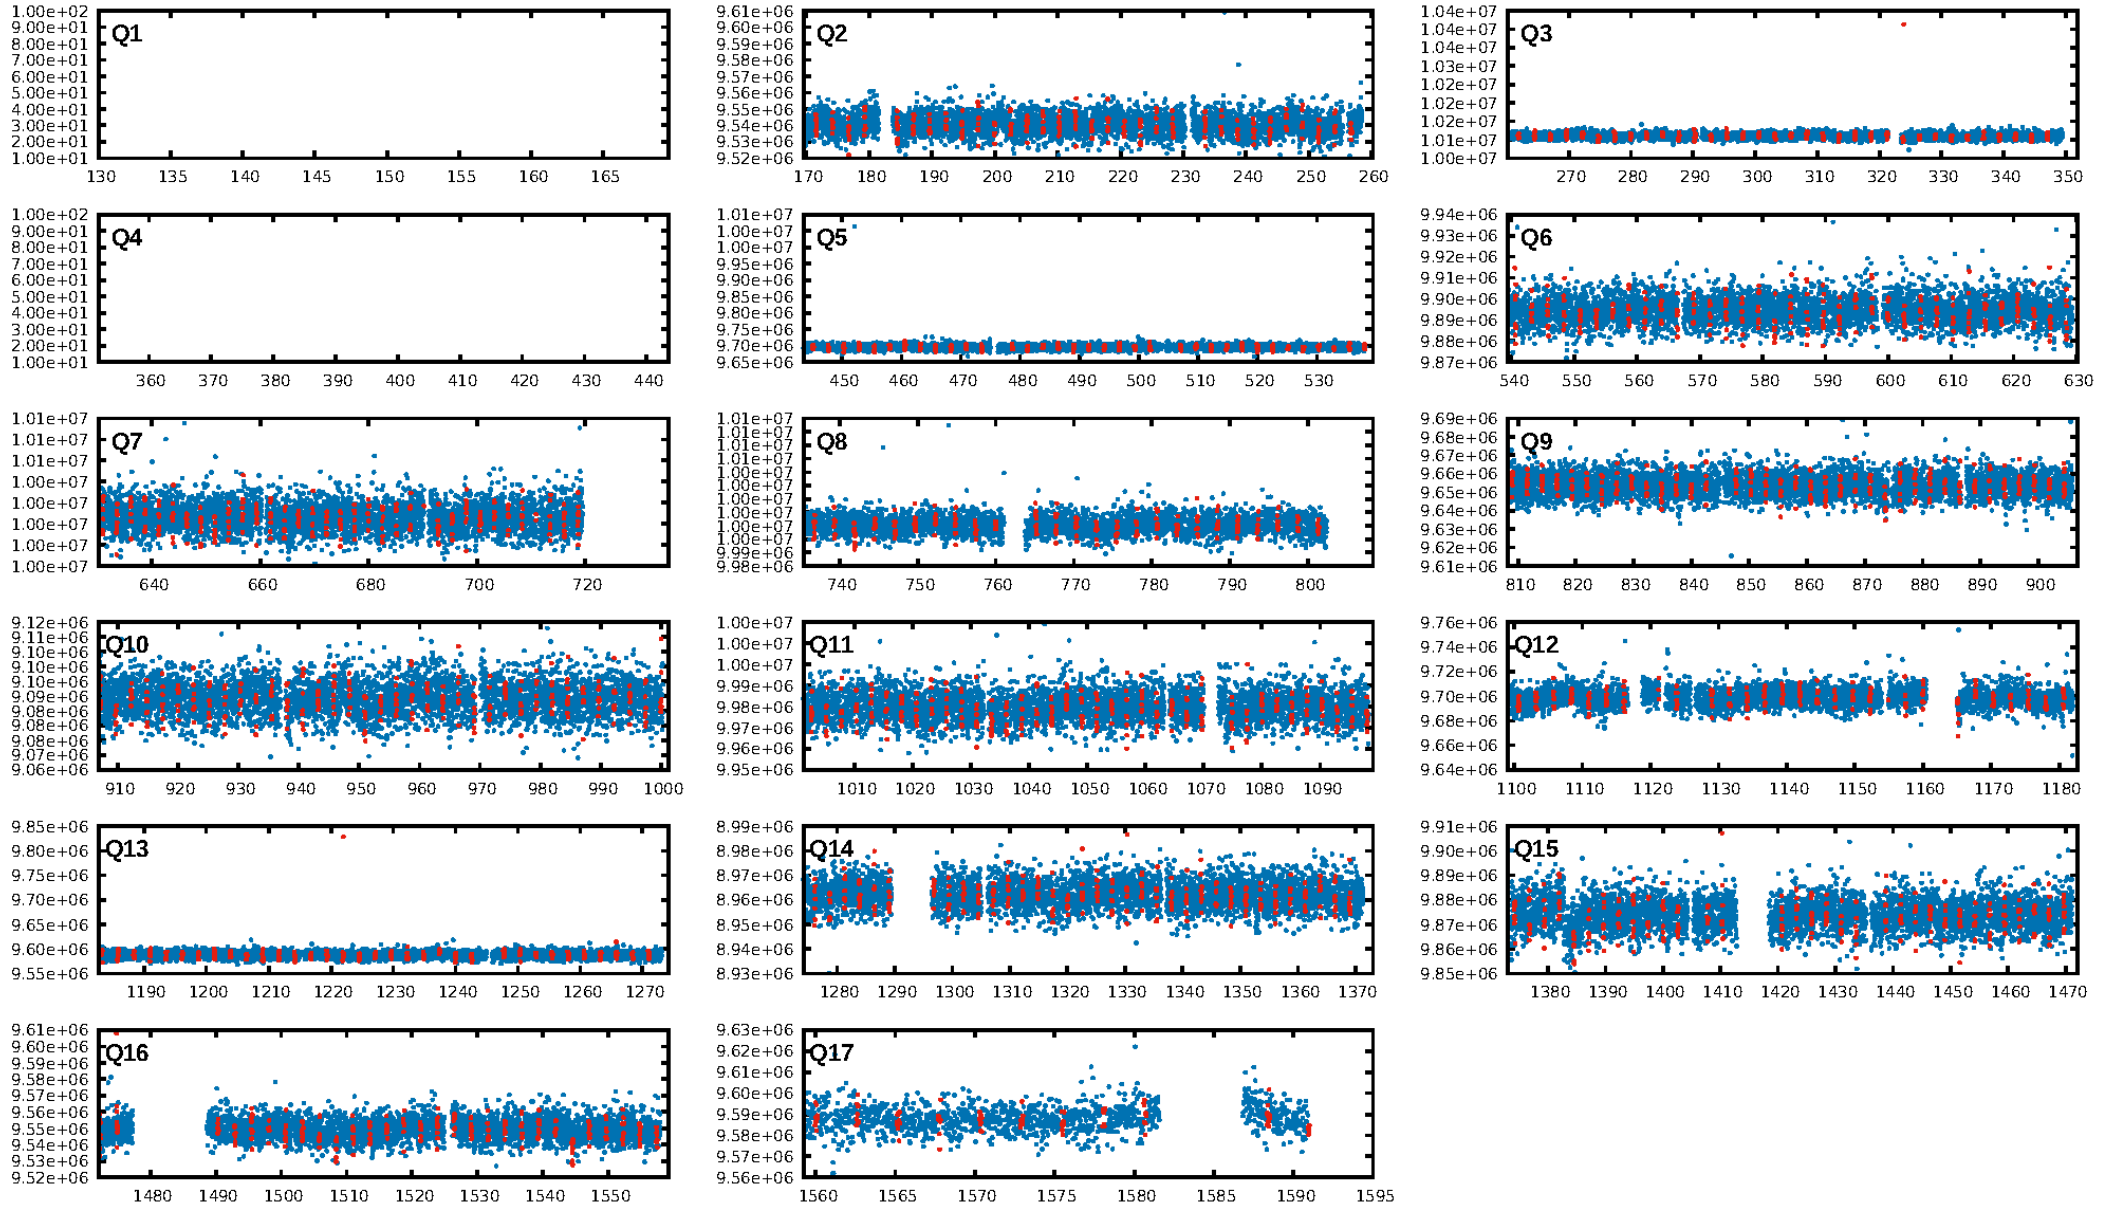 Q1
1.00e+02
9.00e+01
8.00e+01
7.00e+01
6.00e+01
5.00e+01
4.00e+01
3.00e+01
2.00e+01
1.00e+01
130 135 140 145 150 155 160 165
Q2
9.61e+06
9.60e+06
9.59e+06
9.58e+06
9.57e+06
9.56e+06
9.55e+06
9.54e+06
9.53e+06
9.52e+06
170 180 190 200 210 220 230 240 250 260
Q3
1.04e+07
1.04e+07
1.03e+07
1.03e+07
1.02e+07
1.02e+07
1.02e+07
1.01e+07
1.00e+07
270 280 290 300 310 320 330 340 350
Q4
1.00e+02
9.00e+01
8.00e+01
7.00e+01
6.00e+01
5.00e+01
4.00e+01
3.00e+01
2.00e+01
1.00e+01
360 370 380 390 400 410 420 430 440
Q5
1.01e+07
1.00e+07
1.00e+07
9.95e+06
9.90e+06
9.85e+06
9.80e+06
9.75e+06
9.70e+06
9.65e+06
450 460 470 480 490 500 510 520 530
Q6
9.94e+06
9.93e+06
9.92e+06
9.91e+06
9.90e+06
9.89e+06
9.88e+06
9.87e+06
540 550 560 570 580 590 600 610 620 630
Q7
1.01e+07
1.01e+07
1.01e+07
1.00e+07
1.00e+07
1.00e+07
1.00e+07
1.00e+07
640 660 680 700 720
Q8
1.01e+07
1.01e+07
1.01e+07
1.01e+07
1.00e+07
1.00e+07
1.00e+07
1.00e+07
1.00e+07
1.00e+07
9.99e+06
9.98e+06
740 750 760 770 780 790 800
Q9
9.69e+06
9.68e+06
9.67e+06
9.66e+06
9.65e+06
9.64e+06
9.63e+06
9.62e+06
9.61e+06
810 820 830 840 850 860 870 880 890 900
Q10
9.12e+06
9.11e+06
9.10e+06
9.10e+06
9.10e+06
9.09e+06
9.08e+06
9.08e+06
9.07e+06
9.06e+06
910 920 930 940 950 960 970 980 990 1000
Q11
1.00e+07
1.00e+07
1.00e+07
9.99e+06
9.98e+06
9.97e+06
9.96e+06
9.95e+06
1010 1020 1030 1040 1050 1060 1070 1080 1090
Q12
9.76e+06
9.74e+06
9.72e+06
9.70e+06
9.68e+06
9.66e+06
9.64e+06
1100 1110 1120 1130 1140 1150 1160 1170 1180
Q13
9.85e+06
9.80e+06
9.75e+06
9.70e+06
9.65e+06
9.60e+06
9.55e+06
1190 1200 1210 1220 1230 1240 1250 1260 1270
Q14
8.99e+06
8.98e+06
8.97e+06
8.96e+06
8.95e+06
8.94e+06
8.93e+06
1280 1290 1300 1310 1320 1330 1340 1350 1360 1370
Q15
9.91e+06
9.90e+06
9.89e+06
9.88e+06
9.87e+06
9.86e+06
9.85e+06
1380 1390 1400 1410 1420 1430 1440 1450 1460 1470
Q16
9.61e+06
9.60e+06
9.59e+06
9.58e+06
9.57e+06
9.56e+06
9.55e+06
9.54e+06
9.53e+06
9.52e+06
1480 1490 1500 1510 1520 1530 1540 1550
Q17
9.63e+06
9.62e+06
9.61e+06
9.60e+06
9.59e+06
9.58e+06
9.57e+06
9.56e+06
1560 1565 1570 1575 1580 1585 1590 1595